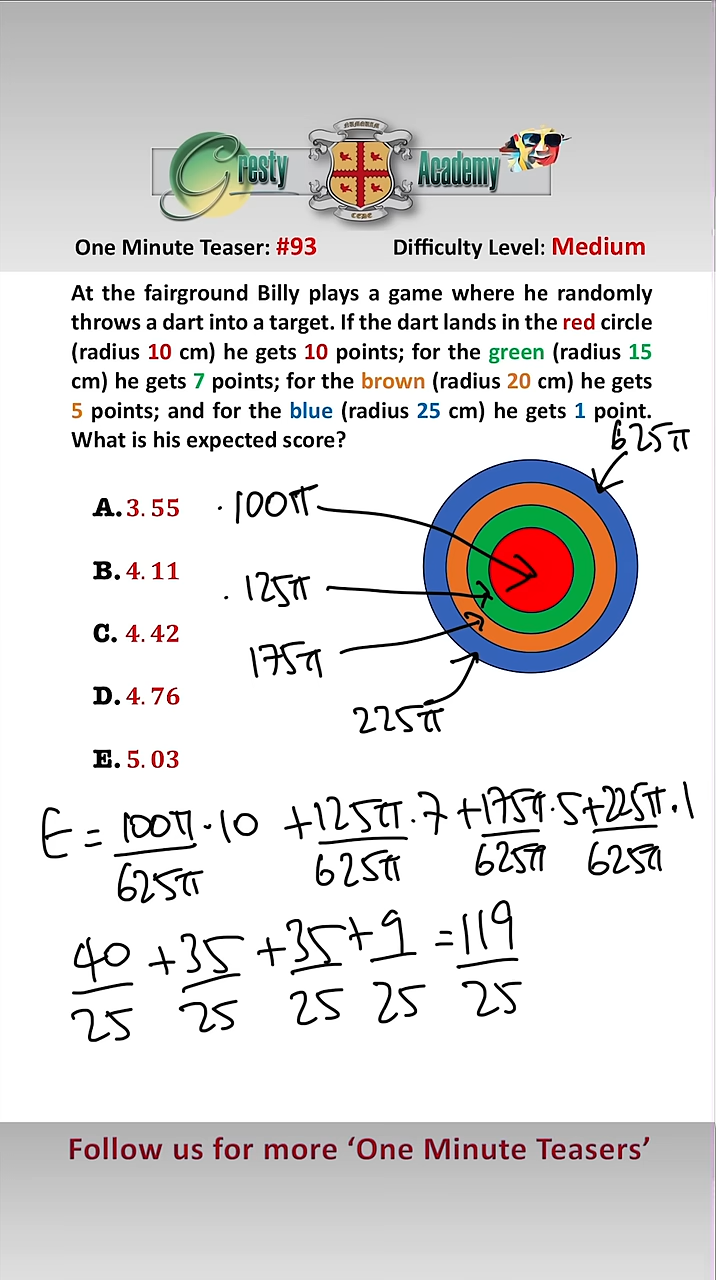 NEMORUM
Gresty
Academy
CERE
One Minute Teaser: #93 Difficulty Level: Medium
At the fairground Billy plays a game where he randomly
throws a dart into a target. If the dart lands in the red circle
(radius 10 cm) he gets 10 points; for the green (radius 15
cm) he gets 7 points; for the brown (radius 20 cm) he gets
5 points; and for the blue (radius 25 cm) he gets 1 point.
What is his expected score?
625π
A. 3.55
· 100π
B. 4.11
· 125π
C. 4.42
175π
D. 4.76
225π
E. 5.03
E = 100π/625π · 10 + 125π/625π · 7 + 175π/625π · 5 + 225π/625π · 1
40/25 + 35/25 + 35/25 + 9/25 = 119/25
Follow us for more ‘One Minute Teasers’